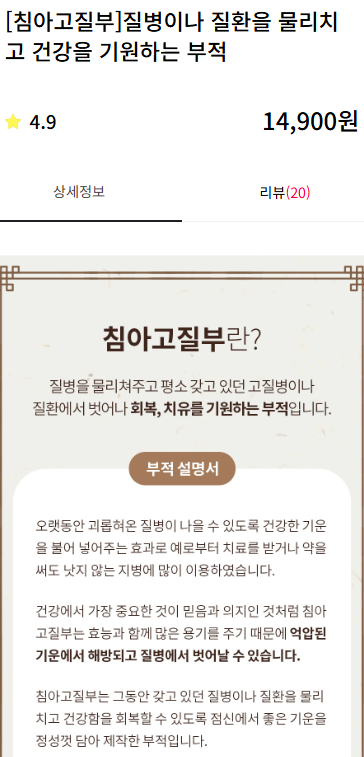 [침아고질부]질병이나 질환을 물리치
고 건강을 기원하는 부적
4.9
14,900원
상세정보
리뷰(20)
침아고질부란?
질병을 물리쳐주고 평소 갖고 있던 고질병이나
질환에서 벗어나 회복, 치유를 기원하는 부적입니다.
부적 설명서
오랫동안 괴롭혀온 질병이 나을 수 있도록 건강한 기운
을 불어 넣어주는 효과로 예로부터 치료를 받거나 약을
써도 낫지 않는 지병에 많이 이용하였습니다.
건강에서 가장 중요한 것이 믿음과 의지인 것처럼 침아
고질부는 효능과 함께 많은 용기를 주기 때문에 억압된
기운에서 해방되고 질병에서 벗어날 수 있습니다.
침아고질부는 그동안 갖고 있던 질병이나 질환을 물리
치고 건강함을 회복할 수 있도록 점신에서 좋은 기운을
정성껏 담아 제작한 부적입니다.